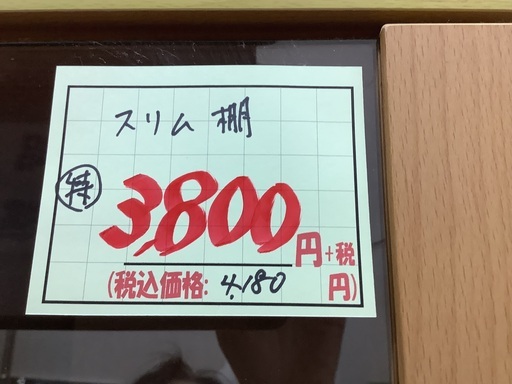 スリム棚
特 3,800円+税
(税込価格: 4,180円)